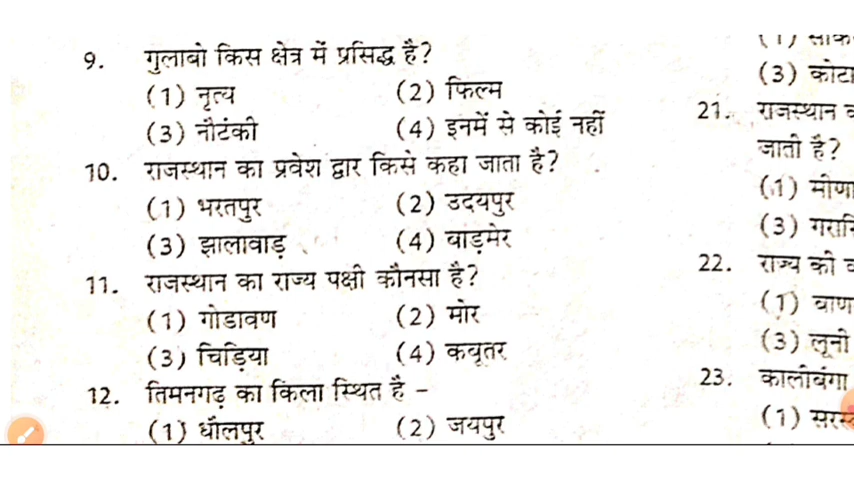 9. गुलाबो किस क्षेत्र में प्रसिद्ध है?
(1) नृत्य (2) फिल्म
(3) नौटंकी (4) इनमें से कोई नहीं
10. राजस्थान का प्रवेश द्वार किसे कहा जाता है?
(1) भरतपुर (2) उदयपुर
(3) झालावाड़ (4) बाड़मेर
11. राजस्थान का राज्य पक्षी कौनसा है?
(1) गोडावण (2) मोर
(3) चिड़िया (4) कबूतर
12. तिमनगढ़ का किला स्थित है –
(1) धौलपुर (2) जयपुर
(1)
(3) कोटा
21. राजस्थान
जाती है?
(1)
(3)
22. राज्य की
(1)
(3) लूनी
23. कालीबंगा
(1)